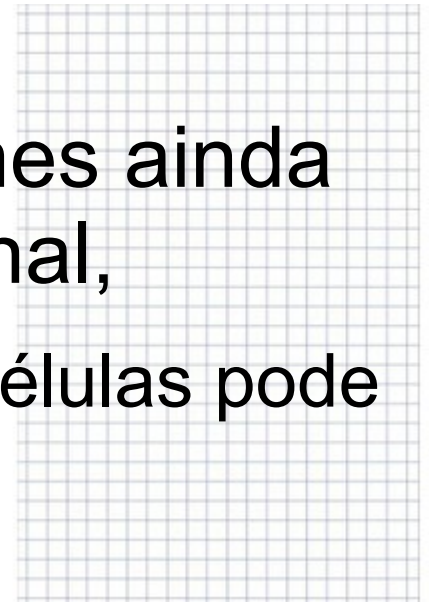 nes ainda
nal,
élulas pode